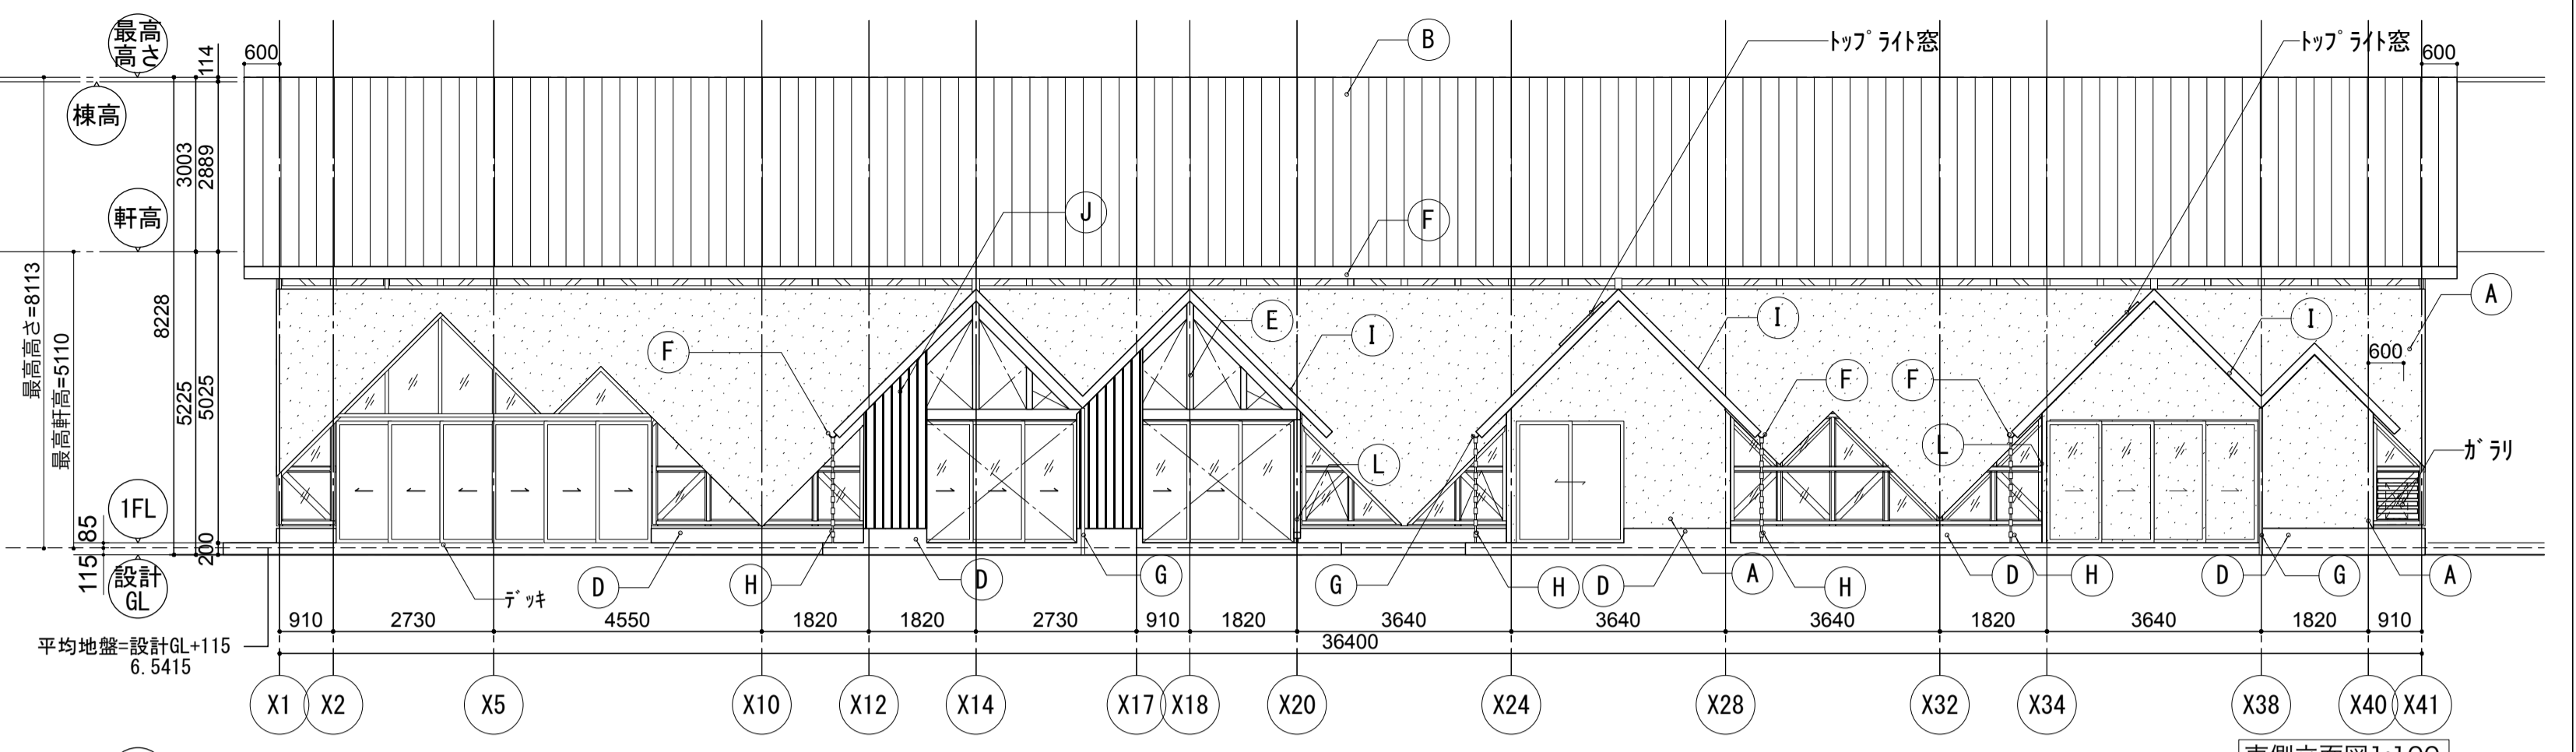 最高
高さ
600
114
B
トップライト窓
トップライト窓
600
棟高
3003
2889
J
F
軒高
A
E
I
I
I
最高高さ=8113
最高軒高=5110
8228
5225
5025
F
F
F
600
L
L
ガラリ
1FL
85
115
200
設計
GL
デッキ
D
H
D
G
G
H
D
A
H
D
H
D
G
A
910
2730
4550
1820
1820
2730
910
1820
3640
3640
3640
1820
3640
1820
910
36400
平均地盤=設計GL+115
6.5415
X1
X2
X5
X10
X12
X14
X17
X18
X20
X24
X28
X32
X34
X38
X40
X41